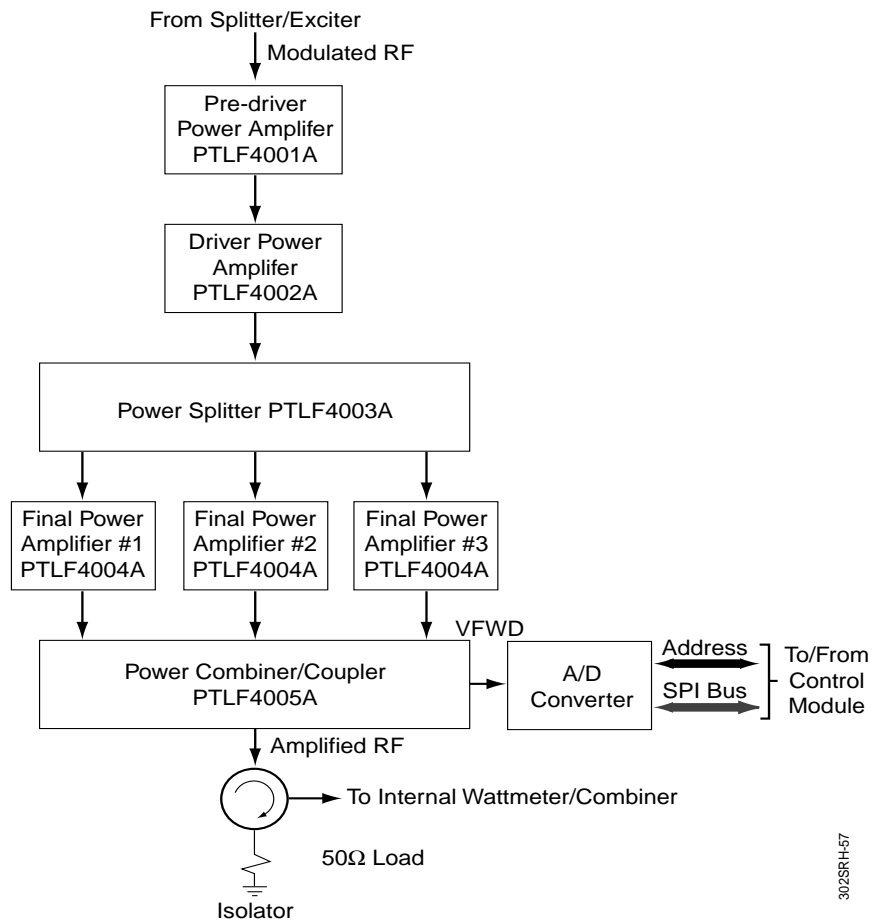 From Splitter/Exciter
Modulated RF
Pre-driver
Power Amplifer
PTLF4001A
Driver Power
Amplifer
PTLF4002A
Power Splitter PTLF4003A
Final Power
Amplifier #1
PTLF4004A
Final Power
Amplifier #2
PTLF4004A
Final Power
Amplifier #3
PTLF4004A
VFWD
Power Combiner/Coupler
PTLF4005A
A/D
Converter
Address
SPI Bus
To/From
Control
Module
Amplified RF
To Internal Wattmeter/Combiner
50Ω Load
Isolator
302SRH-57